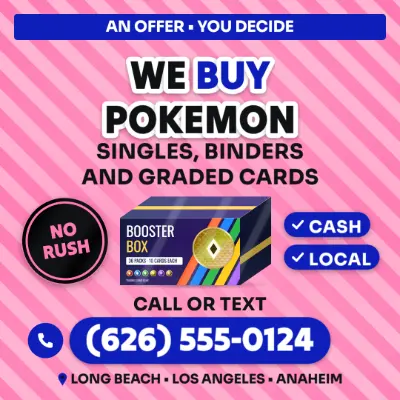 AN OFFER • YOU DECIDE
WE BUY
POKEMON
SINGLES, BINDERS
AND GRADED CARDS
NO
RUSH
BOOSTER
BOX
CASH
LOCAL
CALL OR TEXT
(626) 555-0124
LONG BEACH • LOS ANGELES • ANAHEIM